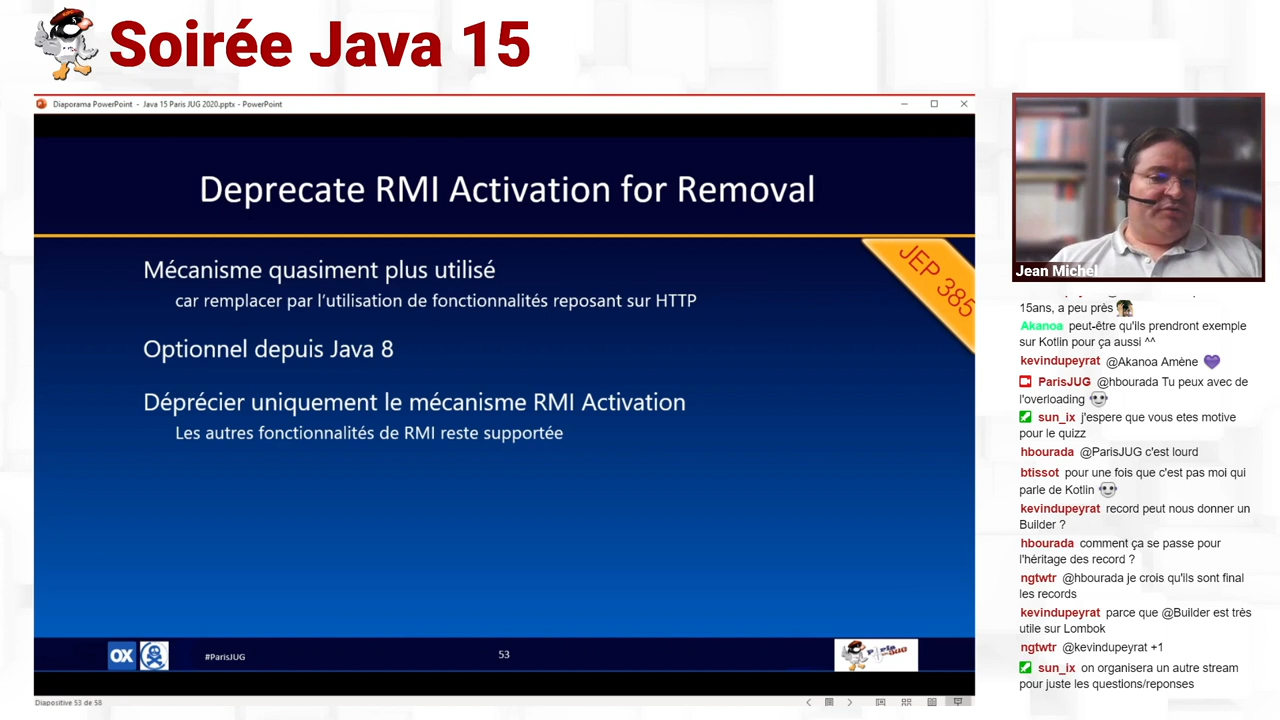 Soirée Java 15
Diaporama PowerPoint - Java 15 Paris JUG 2020.pptx - PowerPoint
Deprecate RMI Activation for Removal
JEP 385
Mécanisme quasiment plus utilisé
car remplacer par l'utilisation de fonctionnalités reposant sur HTTP
Optionnel depuis Java 8
Déprécier uniquement le mécanisme RMI Activation
Les autres fonctionnalités de RMI reste supportée
OX
#ParisJUG
53
Diapositive 53 de 58
Jean Michel
15ans, a peu près
Akanoa peut-être qu'ils prendront exemple
sur Kotlin pour ça aussi ^^
kevindupeyrat @Akanoa Amène
ParisJUG @hbourada Tu peux avec de
l'overloading
sun_ix j'espere que vous etes motive
pour le quizz
hbourada @ParisJUG c'est lourd
btissot pour une fois que c'est pas moi qui
parle de Kotlin
kevindupeyrat record peut nous donner un
Builder ?
hbourada comment ça se passe pour
l'héritage des record ?
ngtwtr @hbourada je crois qu'ils sont final
les records
kevindupeyrat parce que @Builder est très
utile sur Lombok
ngtwtr @kevindupeyrat +1
sun_ix on organisera un autre stream
pour juste les questions/reponses